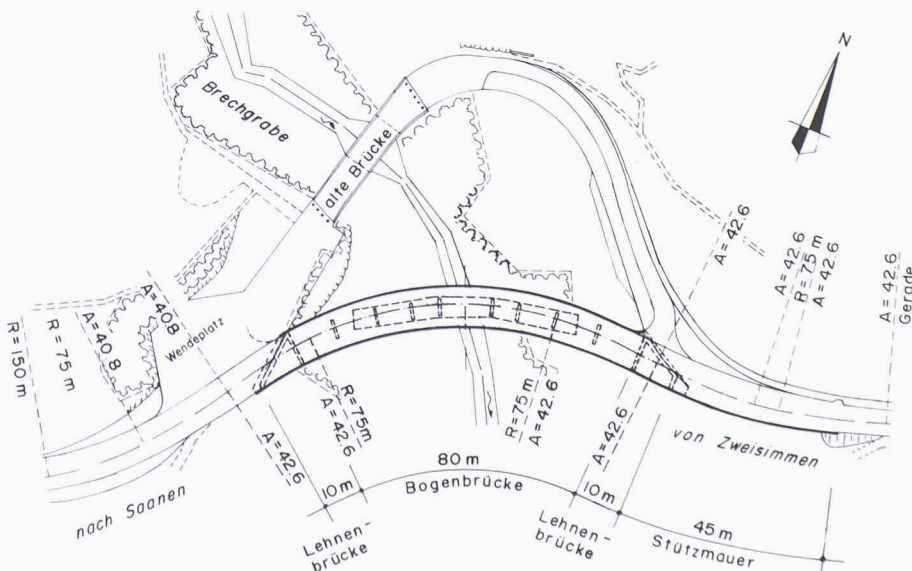 N
Brechgrabe
alte Brücke
A = 42.6
A = 42.6
R = 75 m
A = 42.6
A = 42.6
Gerade
R = 150 m
R = 75 m
A = 40.8
A = 40.8
Wendeplatz
A = 42.6
R = 75m
A = 42.6
R = 75 m
A = 42.6
A = 42.6
von Zweisimmen
nach Saanen
10 m
80 m
Bogenbrücke
10 m
45 m
Stützmauer
Lehnen-
brücke
Lehnen-
brücke